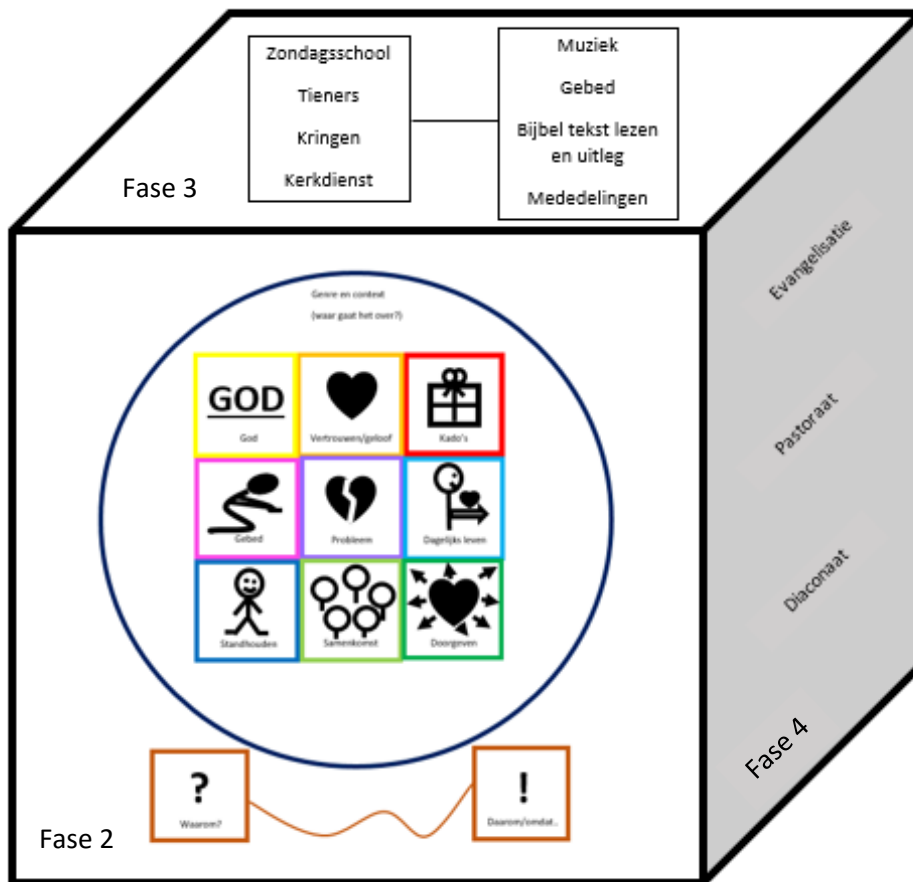 Zondagsschool
Tieners
Kringen
Kerkdienst
Muziek
Gebed
Bijbel tekst lezen
en uitleg
Mededelingen
Fase 3
Genre en context
(waar gaat het over?)
GOD
God
Vertrouwen/geloof
Kado's
Gebed
Probleem
Dagelijks leven
Standhouden
Samenkomst
Doorgeven
?
Waarom?
!
Daarom/omdat..
Fase 2
Evangelisatie
Pastoraat
Diaconaat
Fase 4